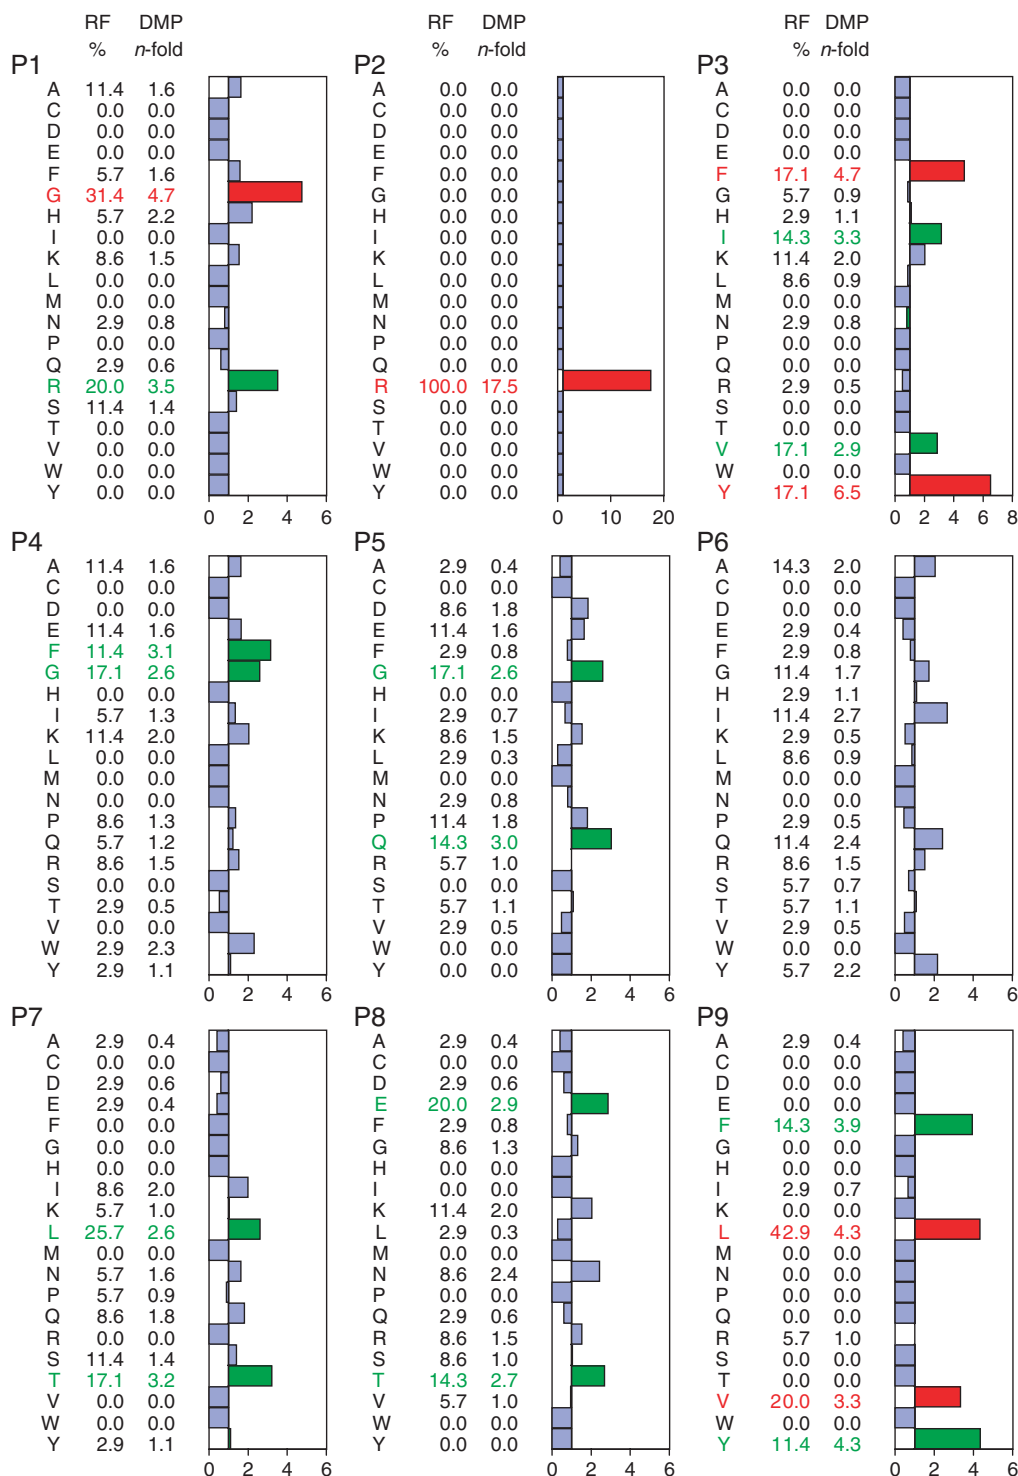 RF DMP RF DMP RF DMP
% n-fold % n-fold % n-fold
P1 P2 P3
A 11.4 1.6 0.0 0.0 A 0.0 0.0
C 0.0 0.0 C 0.0 0.0 C 0.0 0.0
D 0.0 0.0 D 0.0 0.0 D 0.0 0.0
E 0.0 0.0 E 0.0 0.0 E 0.0 0.0
F 5.7 1.6 F 0.0 0.0 F 17.1 4.7
G 31.4 4.7 G 0.0 0.0 G 5.7 0.9
H 5.7 2.2 H 0.0 0.0 H 2.9 1.1
I 0.0 0.0 I 0.0 0.0 I 14.3 3.3
K 8.6 1.5 K 0.0 0.0 K 11.4 2.0
L 0.0 0.0 L 0.0 0.0 L 8.6 0.9
M 0.0 0.0 M 0.0 0.0 M 0.0 0.0
N 2.9 0.8 N 0.0 0.0 N 2.9 0.8
P 0.0 0.0 P 0.0 0.0 P 0.0 0.0
Q 2.9 0.6 Q 0.0 0.0 Q 0.0 0.0
R 20.0 3.5 R 100.0 17.5 R 2.9 0.5
S 11.4 1.4 S 0.0 0.0 S 0.0 0.0
T 0.0 0.0 T 0.0 0.0 T 0.0 0.0
V 0.0 0.0 V 0.0 0.0 V 17.1 2.9
W 0.0 0.0 W 0.0 0.0 W 0.0 0.0
Y 0.0 0.0 Y 0.0 0.0 Y 17.1 6.5
0 2 4 6 0 10 20 0 2 4 6 8
P4 P5 P6
A 11.4 1.6 A 2.9 0.4 A 14.3 2.0
C 0.0 0.0 C 0.0 0.0 C 0.0 0.0
D 0.0 0.0 D 8.6 1.8 D 0.0 0.0
E 11.4 1.6 E 11.4 1.6 E 2.9 0.4
F 11.4 3.1 F 2.9 0.8 F 2.9 0.8
G 17.1 2.6 G 17.1 2.6 G 11.4 1.7
H 0.0 0.0 H 0.0 0.0 H 2.9 1.1
I 5.7 1.3 I 2.9 0.7 I 11.4 2.7
K 11.4 2.0 K 8.6 1.5 K 2.9 0.5
L 0.0 0.0 L 2.9 0.3 L 8.6 0.9
M 0.0 0.0 M 0.0 0.0 M 0.0 0.0
N 0.0 0.0 N 2.9 0.8 N 0.0 0.0
P 8.6 1.3 P 11.4 1.8 P 2.9 0.5
Q 5.7 1.2 Q 14.3 3.0 Q 11.4 2.4
R 8.6 1.5 R 5.7 1.0 R 8.6 1.5
S 0.0 0.0 S 0.0 0.0 S 5.7 0.7
T 2.9 0.5 T 5.7 1.1 T 5.7 1.1
V 0.0 0.0 V 2.9 0.5 V 2.9 0.5
W 2.9 2.3 W 0.0 0.0 W 0.0 0.0
Y 2.9 1.1 Y 0.0 0.0 Y 5.7 2.2
0 2 4 6 0 2 4 6 0 2 4 6
P7 P8 P9
A 2.9 0.4 A 2.9 0.4 A 2.9 0.4
C 0.0 0.0 C 0.0 0.0 C 0.0 0.0
D 2.9 0.6 D 2.9 0.6 D 0.0 0.0
E 2.9 0.4 E 20.0 2.9 E 0.0 0.0
F 0.0 0.0 F 2.9 0.8 F 14.3 3.9
G 0.0 0.0 G 8.6 1.3 G 0.0 0.0
H 0.0 0.0 H 0.0 0.0 H 0.0 0.0
I 8.6 2.0 I 0.0 0.0 I 2.9 0.7
K 5.7 1.0 K 11.4 2.0 K 0.0 0.0
L 25.7 2.6 L 2.9 0.3 L 42.9 4.3
M 0.0 0.0 M 0.0 0.0 M 0.0 0.0
N 5.7 1.6 N 8.6 2.4 N 0.0 0.0
P 5.7 0.9 P 0.0 0.0 P 0.0 0.0
Q 8.6 1.8 Q 2.9 0.6 Q 0.0 0.0
R 0.0 0.0 R 8.6 1.5 R 5.7 1.0
S 11.4 1.4 S 8.6 1.0 S 0.0 0.0
T 17.1 3.2 T 14.3 2.7 T 0.0 0.0
V 0.0 0.0 V 5.7 1.0 V 20.0 3.3
W 0.0 0.0 W 0.0 0.0 W 0.0 0.0
Y 2.9 1.1 Y 0.0 0.0 Y 11.4 4.3
0 2 4 6 0 2 4 6 0 2 4 6